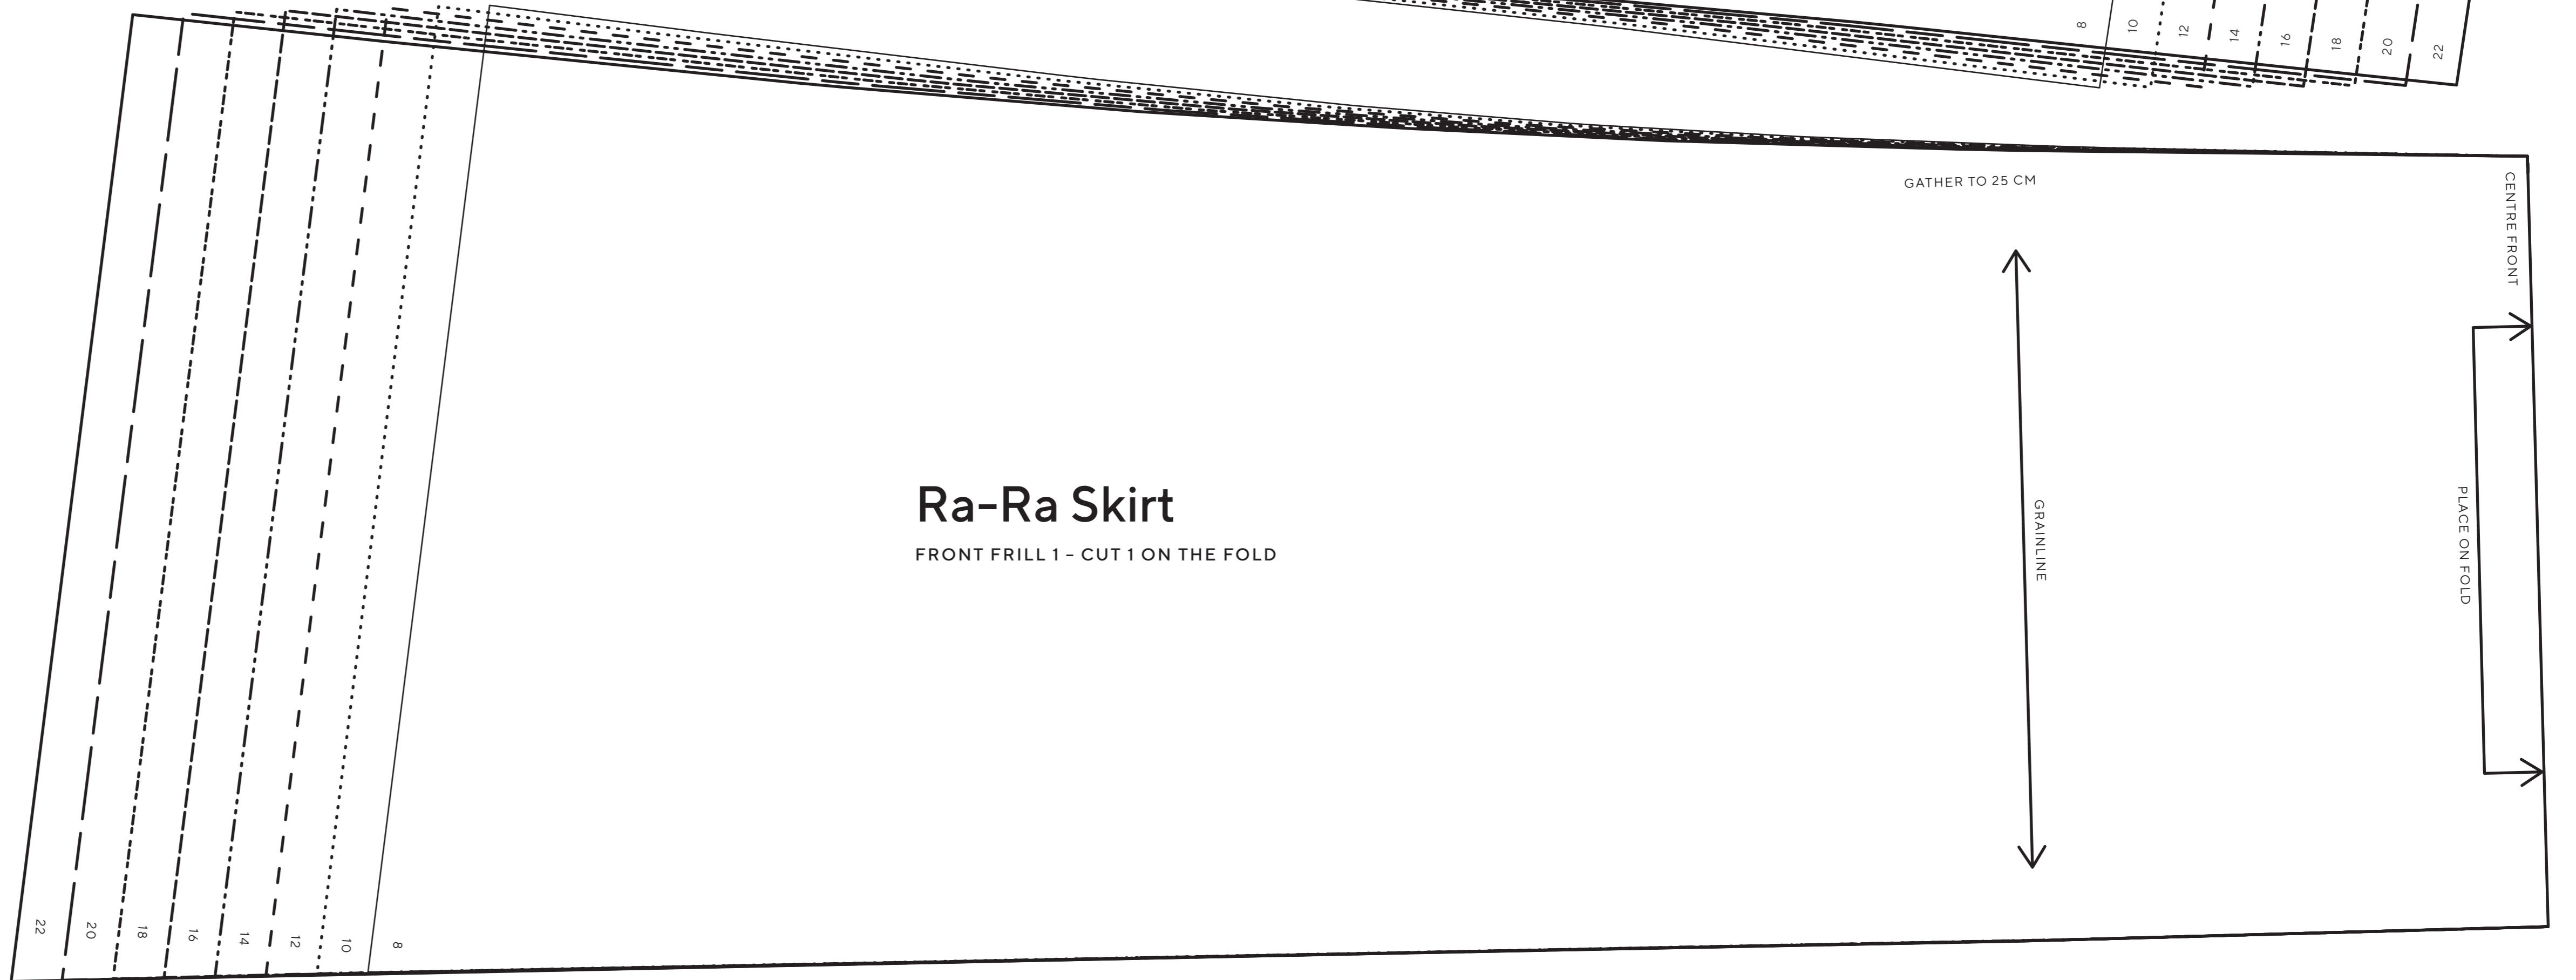 8
10
12
14
16
18
20
22
GATHER TO 25 CM
CENTRE FRONT
PLACE ON FOLD
GRAINLINE
Ra-Ra Skirt
FRONT FRILL 1 – CUT 1 ON THE FOLD
22
20
18
16
14
12
10
8